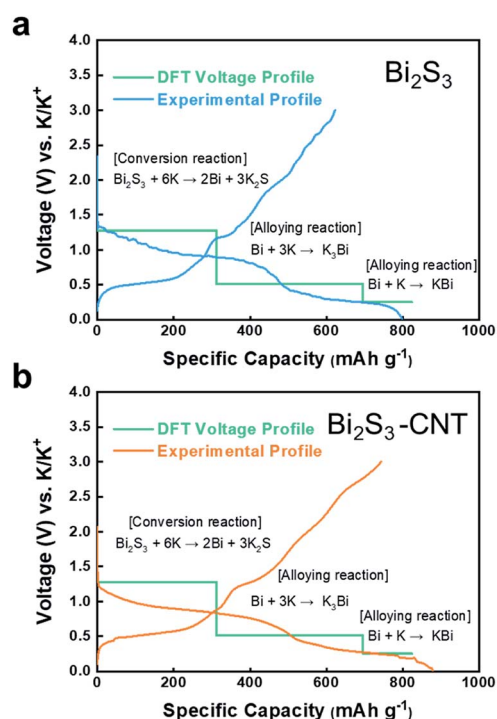 a
4.0
3.5
3.0
2.5
2.0
1.5
1.0
0.5
0.0
Voltage (V) vs. K/K⁺
DFT Voltage Profile
Experimental Profile
Bi₂S₃
[Conversion reaction]
Bi₂S₃ + 6K → 2Bi + 3K₂S
[Alloying reaction]
Bi + 3K → K₃Bi
[Alloying reaction]
Bi + K → KBi
0 200 400 600 800 1000
Specific Capacity (mAh g⁻¹)
b
4.0
3.5
3.0
2.5
2.0
1.5
1.0
0.5
0.0
Voltage (V) vs. K/K⁺
DFT Voltage Profile
Experimental Profile
Bi₂S₃-CNT
[Conversion reaction]
Bi₂S₃ + 6K → 2Bi + 3K₂S
[Alloying reaction]
Bi + 3K → K₃Bi
[Alloying reaction]
Bi + K → KBi
0 200 400 600 800 1000
Specific Capacity (mAh g⁻¹)